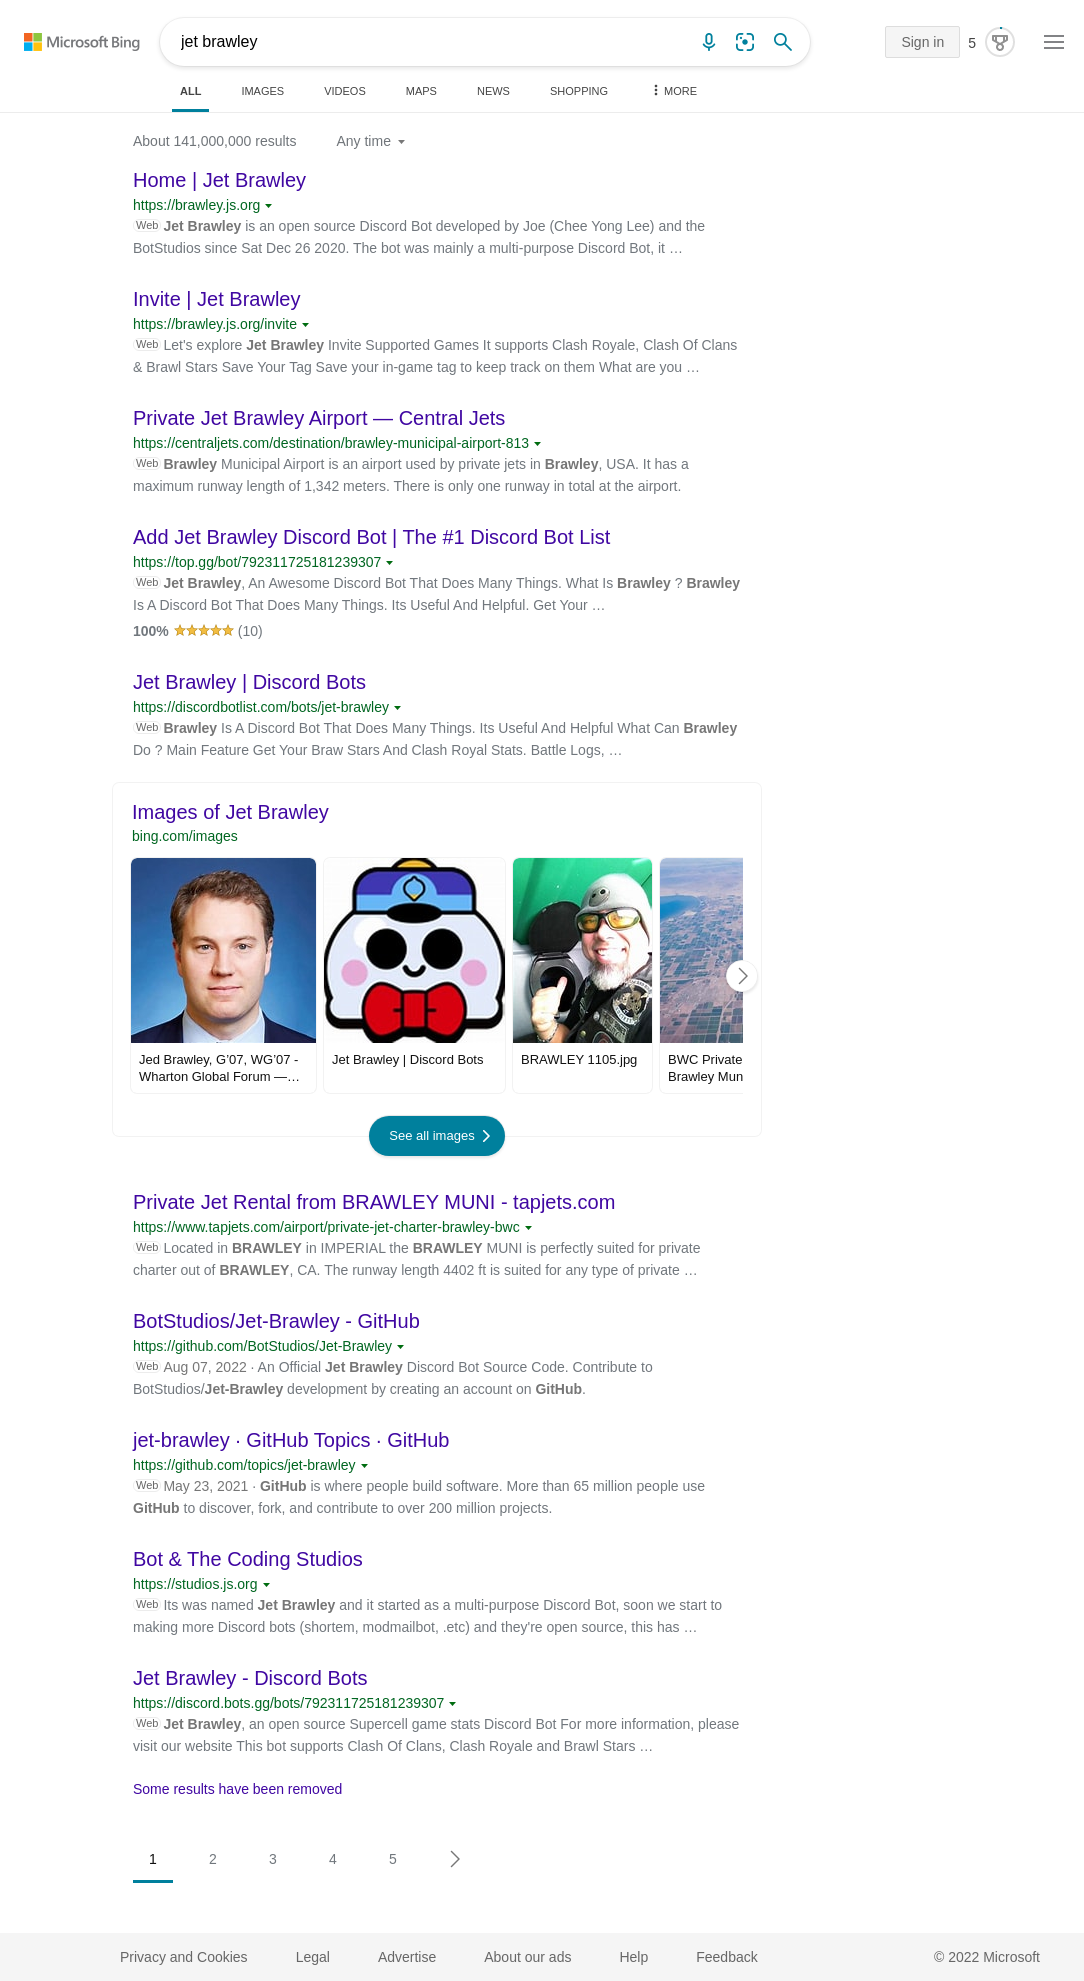 Microsoft Bing
jet brawley
Sign in
5
ALL
IMAGES
VIDEOS
MAPS
NEWS
SHOPPING
MORE
About 141,000,000 results
Any time
Home | Jet Brawley
https://brawley.js.org
Web Jet Brawley is an open source Discord Bot developed by Joe (Chee Yong Lee) and the
BotStudios since Sat Dec 26 2020. The bot was mainly a multi-purpose Discord Bot, it …
Invite | Jet Brawley
https://brawley.js.org/invite
Web Let's explore Jet Brawley Invite Supported Games It supports Clash Royale, Clash Of Clans
& Brawl Stars Save Your Tag Save your in-game tag to keep track on them What are you …
Private Jet Brawley Airport — Central Jets
https://centraljets.com/destination/brawley-municipal-airport-813
Web Brawley Municipal Airport is an airport used by private jets in Brawley, USA. It has a
maximum runway length of 1,342 meters. There is only one runway in total at the airport.
Add Jet Brawley Discord Bot | The #1 Discord Bot List
https://top.gg/bot/792311725181239307
Web Jet Brawley, An Awesome Discord Bot That Does Many Things. What Is Brawley ? Brawley
Is A Discord Bot That Does Many Things. Its Useful And Helpful. Get Your …
100% (10)
Jet Brawley | Discord Bots
https://discordbotlist.com/bots/jet-brawley
Web Brawley Is A Discord Bot That Does Many Things. Its Useful And Helpful What Can Brawley
Do ? Main Feature Get Your Braw Stars And Clash Royal Stats. Battle Logs, …
Images of Jet Brawley
bing.com/images
Jed Brawley, G'07, WG'07 -
Wharton Global Forum —…
Jet Brawley | Discord Bots
BRAWLEY 1105.jpg
BWC Private
Brawley Mun
See all images
Private Jet Rental from BRAWLEY MUNI - tapjets.com
https://www.tapjets.com/airport/private-jet-charter-brawley-bwc
Web Located in BRAWLEY in IMPERIAL the BRAWLEY MUNI is perfectly suited for private
charter out of BRAWLEY, CA. The runway length 4402 ft is suited for any type of private …
BotStudios/Jet-Brawley - GitHub
https://github.com/BotStudios/Jet-Brawley
Web Aug 07, 2022 · An Official Jet Brawley Discord Bot Source Code. Contribute to
BotStudios/Jet-Brawley development by creating an account on GitHub.
jet-brawley · GitHub Topics · GitHub
https://github.com/topics/jet-brawley
Web May 23, 2021 · GitHub is where people build software. More than 65 million people use
GitHub to discover, fork, and contribute to over 200 million projects.
Bot & The Coding Studios
https://studios.js.org
Web Its was named Jet Brawley and it started as a multi-purpose Discord Bot, soon we start to
making more Discord bots (shortem, modmailbot, .etc) and they're open source, this has …
Jet Brawley - Discord Bots
https://discord.bots.gg/bots/792311725181239307
Web Jet Brawley, an open source Supercell game stats Discord Bot For more information, please
visit our website This bot supports Clash Of Clans, Clash Royale and Brawl Stars …
Some results have been removed
1
2
3
4
5
Privacy and Cookies
Legal
Advertise
About our ads
Help
Feedback
© 2022 Microsoft